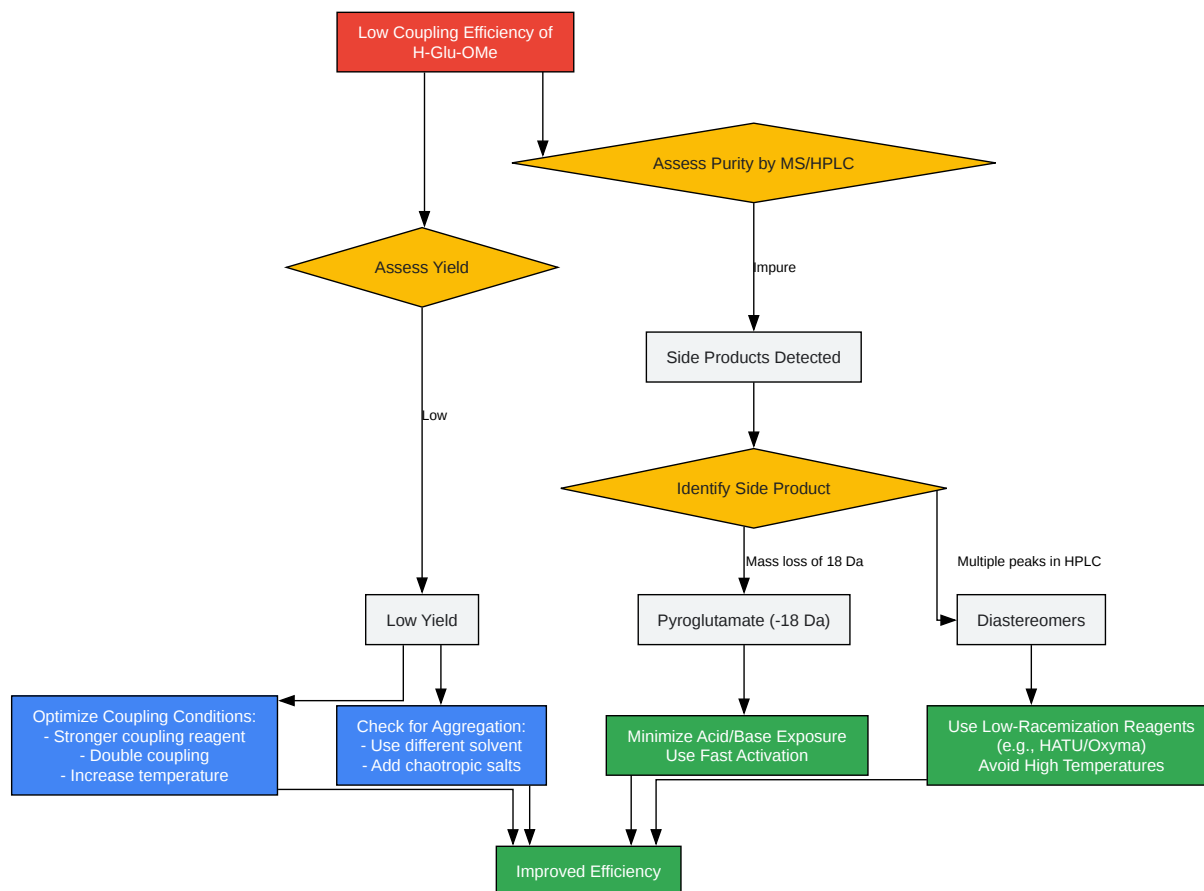 Low Coupling Efficiency of
H-Glu-OMe
Assess Purity by MS/HPLC
Assess Yield
Impure
Side Products Detected
Low
Identify Side Product
Mass loss of 18 Da
Multiple peaks in HPLC
Low Yield
Pyroglutamate (-18 Da)
Diastereomers
Optimize Coupling Conditions:
- Stronger coupling reagent
- Double coupling
- Increase temperature
Check for Aggregation:
- Use different solvent
- Add chaotropic salts
Minimize Acid/Base Exposure
Use Fast Activation
Use Low-Racemization Reagents
(e.g., HATU/Oxyma)
Avoid High Temperatures
Improved Efficiency